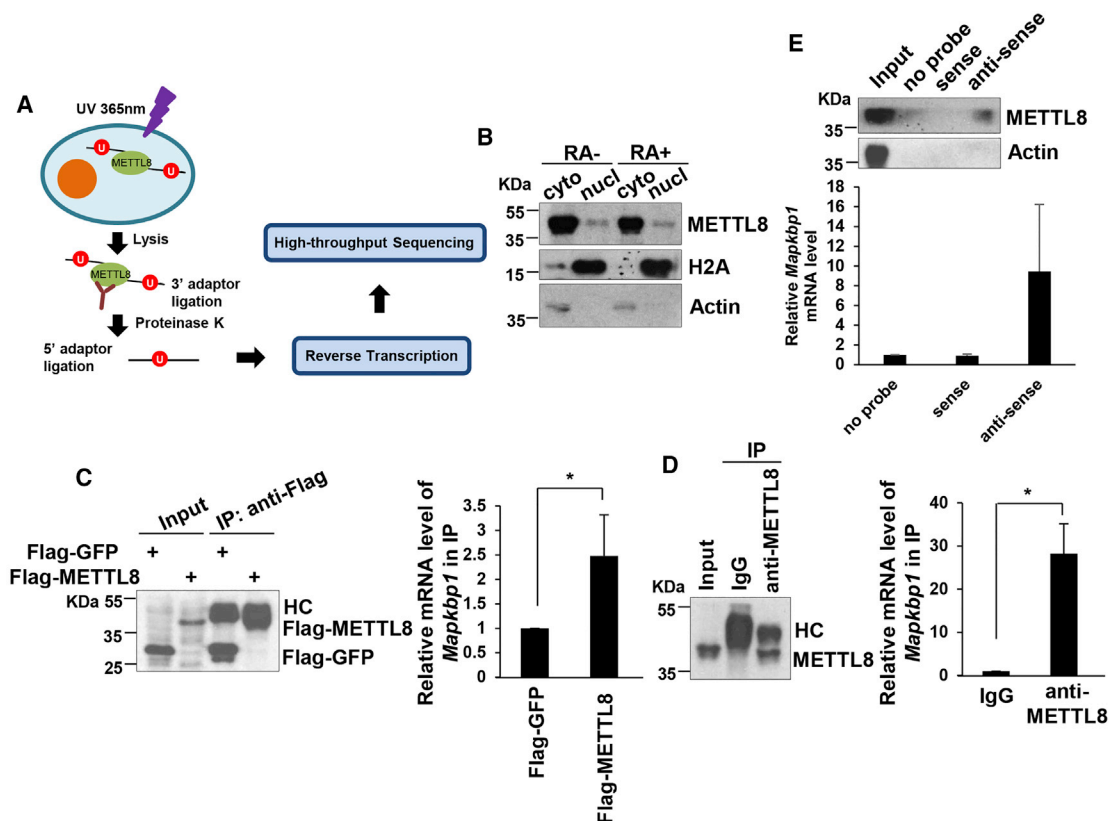 A
UV 365nm
U
METTL8
U
Lysis
U
METTL8
U
3' adaptor
ligation
Proteinase K
5' adaptor
ligation
U
High-throughput Sequencing
Reverse Transcription
B
RA- RA+
cyto nucl cyto nucl
KDa
55
35
METTL8
15
H2A
35
Actin
C
Input IP: anti-Flag
Flag-GFP + +
Flag-METTL8 + +
KDa
55
35
25
HC
Flag-METTL8
Flag-GFP
Relative mRNA level of
Mapkbp1 in IP
3.5
3
2.5
2
1.5
1
0.5
0
*
Flag-GFP
Flag-METTL8
D
IP
Input
IgG
anti-METTL8
KDa
55
35
HC
METTL8
Relative mRNA level of
Mapkbp1 in IP
40
30
20
10
0
*
IgG
anti-
METTL8
E
Input
no probe
sense
anti-sense
KDa
35
METTL8
35
Actin
Relative Mapkbp1
mRNA level
18
16
14
12
10
8
6
4
2
0
no probe
sense
anti-sense